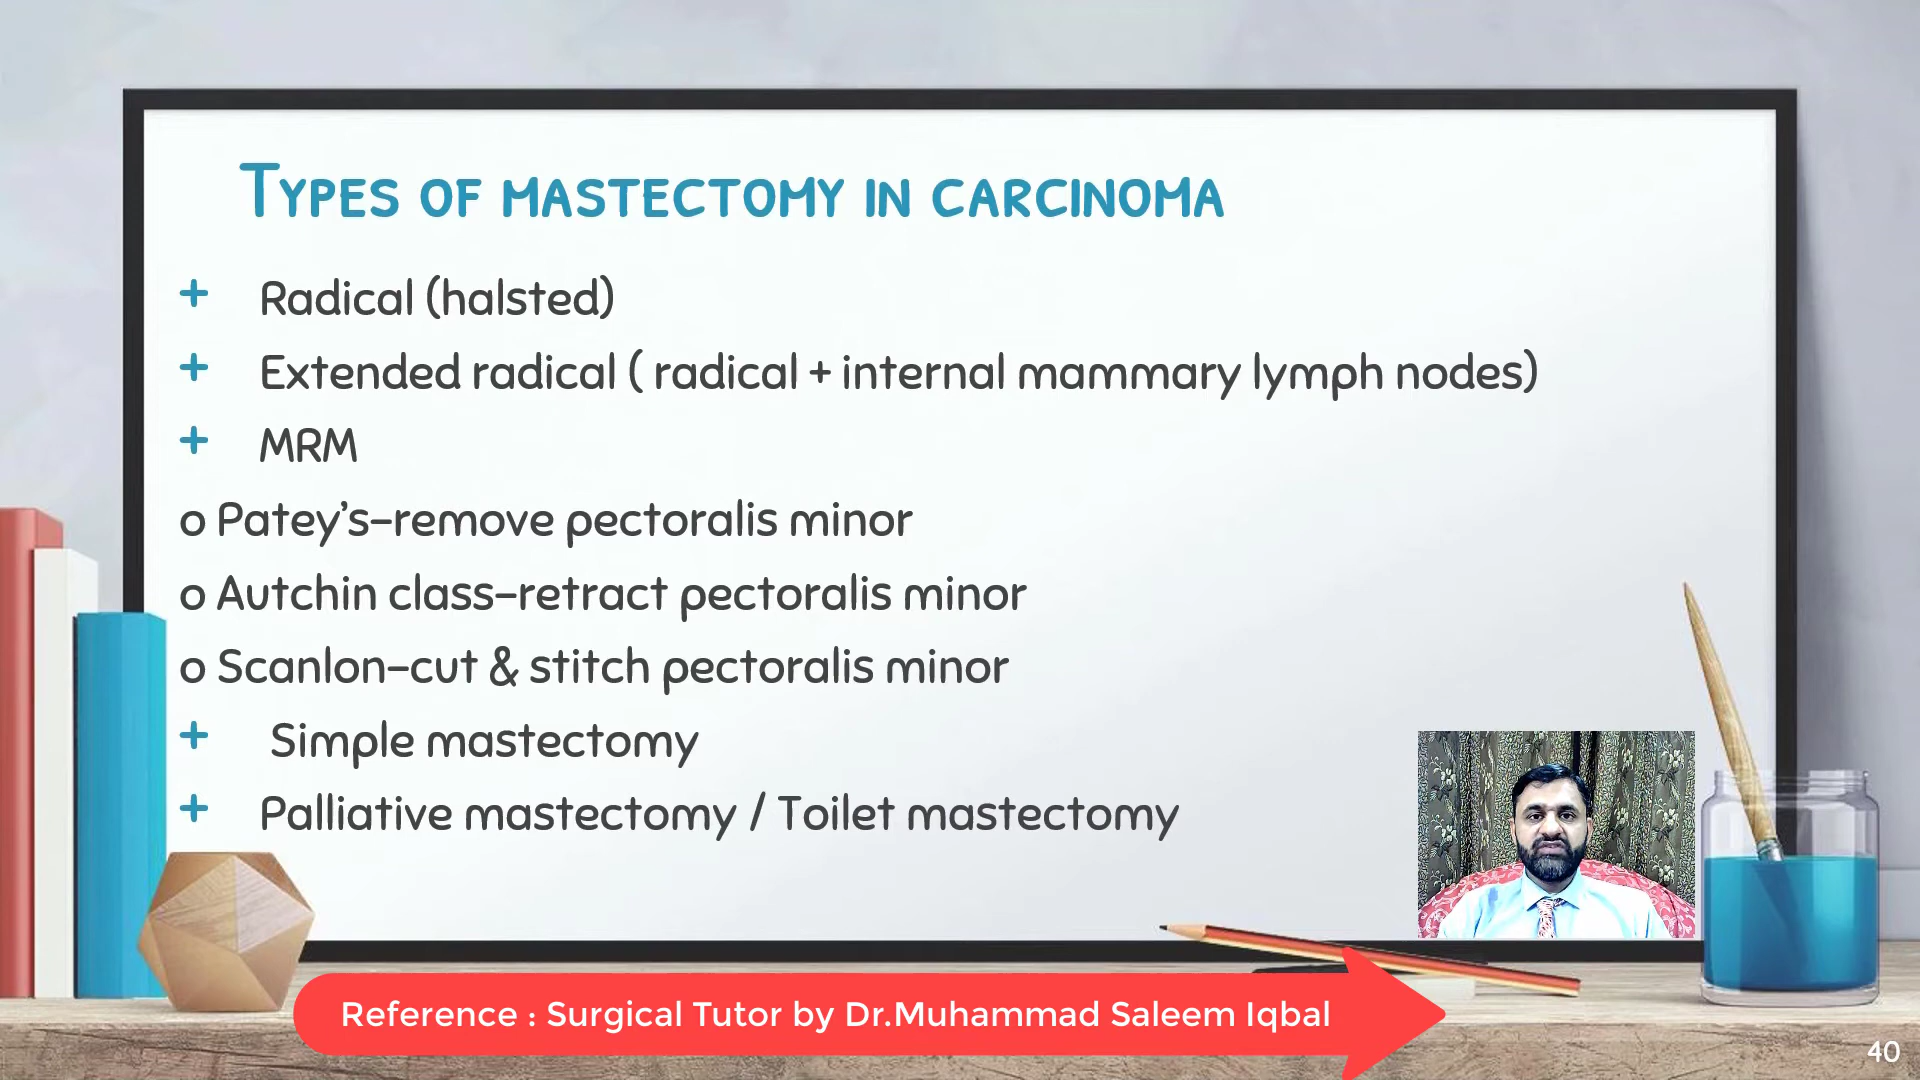 Types of mastectomy in carcinoma
+ Radical (halsted)
+ Extended radical ( radical + internal mammary lymph nodes)
+ MRM
o Patey’s-remove pectoralis minor
o Autchin class-retract pectoralis minor
o Scanlon-cut & stitch pectoralis minor
+ Simple mastectomy
+ Palliative mastectomy / Toilet mastectomy
Reference : Surgical Tutor by Dr.Muhammad Saleem Iqbal
40